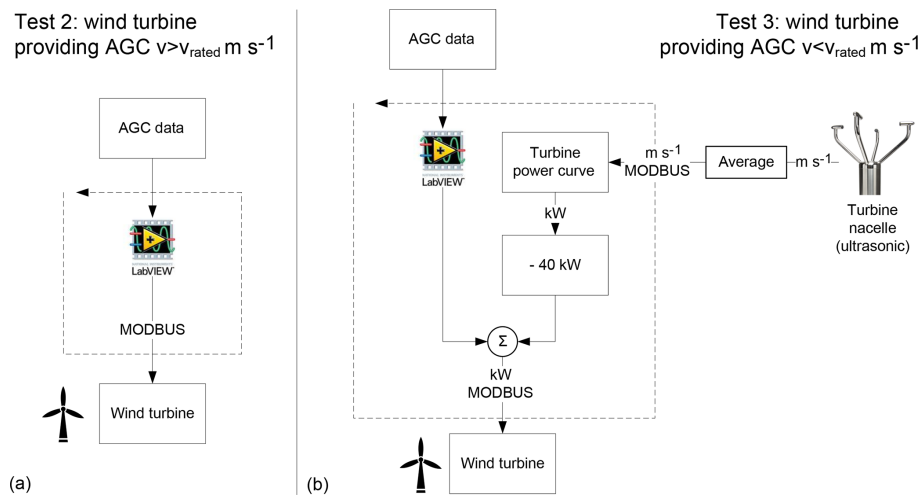 Test 2: wind turbine
providing AGC v>vrated m s-1
AGC data
LabVIEW
MODBUS
Wind turbine
(a)
Test 3: wind turbine
providing AGC v<vrated m s-1
AGC data
LabVIEW
Turbine
power curve
m s-1
MODBUS
Average
m s-1
Turbine
nacelle
(ultrasonic)
kW
- 40 kW
Σ
kW
MODBUS
Wind turbine
(b)